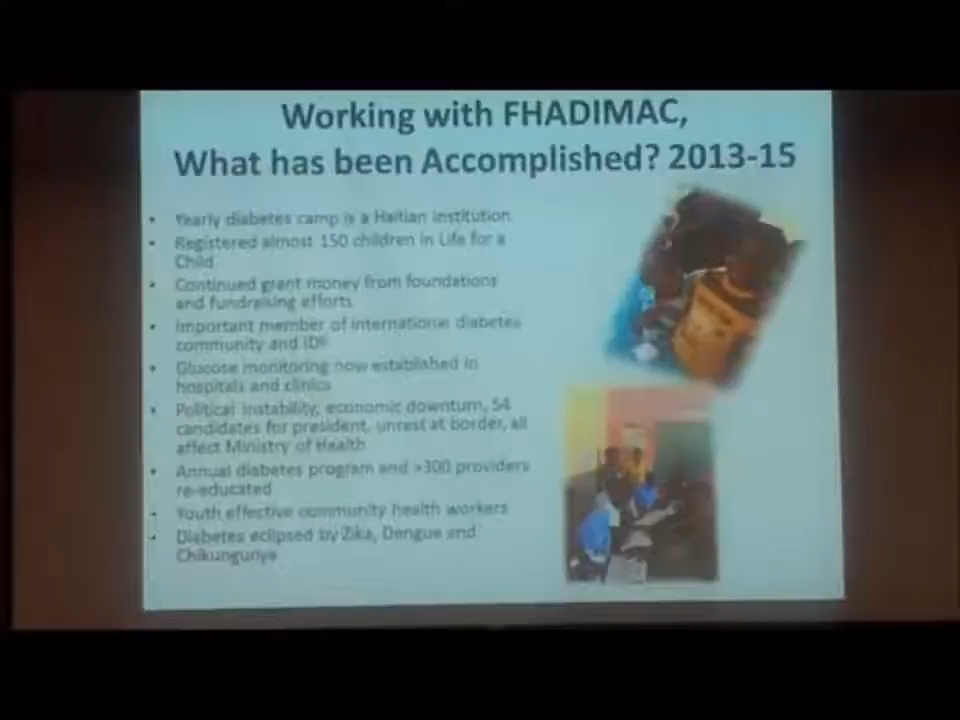 Working with FHADIMAC,
What has been Accomplished? 2013-15
• Yearly diabetes camp is a Haitian institution
• Registered almost 150 children in Life for a
Child
• Continued grant money from foundations
and fundraising efforts
• Important member of international diabetes
community and IDF
• Glucose monitoring now established in
hospitals and clinics
• Political instability, economic downturn, 54
candidates for president, unrest at border, all
affect Ministry of Health
• Annual diabetes program and >300 providers
re-educated
• Youth effective community health workers
• Diabetes eclipsed by Zika, Dengue and
Chikungunya